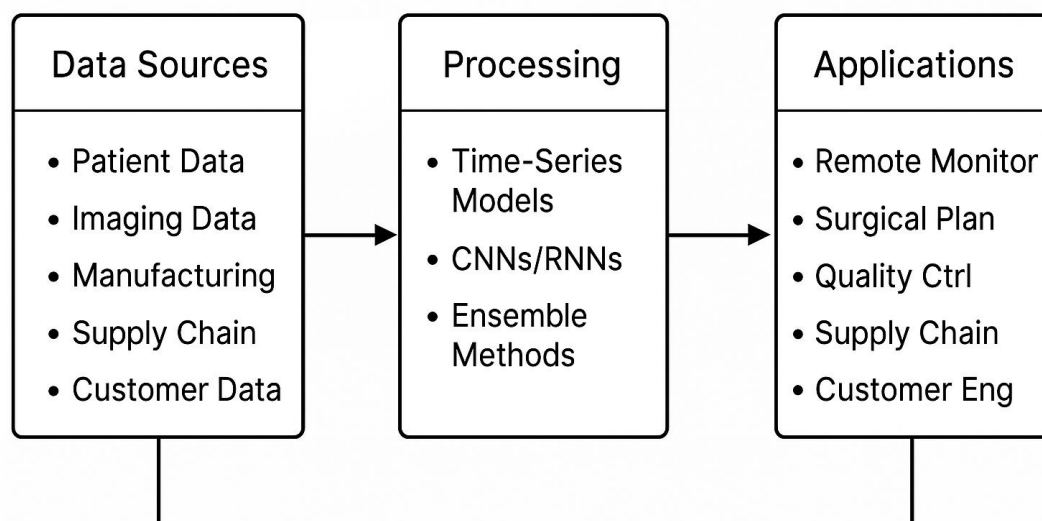 Data Sources
• Patient Data
• Imaging Data
• Manufacturing
• Supply Chain
• Customer Data
Processing
• Time-Series
Models
• CNNs/RNNs
• Ensemble
Methods
Applications
• Remote Monitor
• Surgical Plan
• Quality Ctrl
• Supply Chain
• Customer Eng